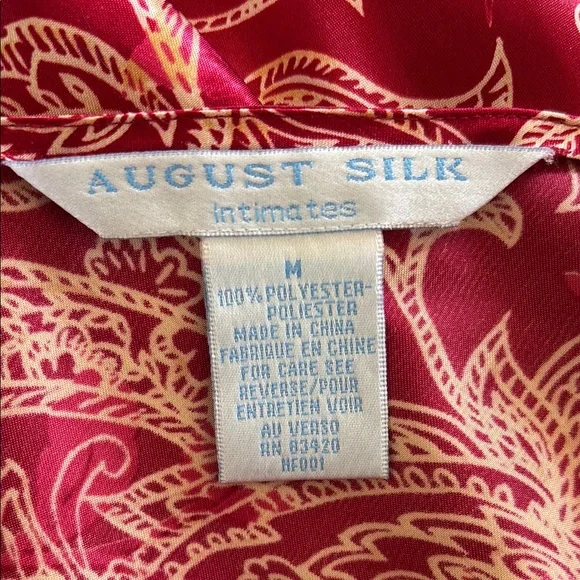 AUGUST SILK
intimates
M
100% POLYESTER-
POLIESTER
MADE IN CHINA
FABRIQUE EN CHINE
FOR CARE SEE
REVERSE/POUR
ENTRETIEN VOIR
AU VERSO
RN 83420
NF001